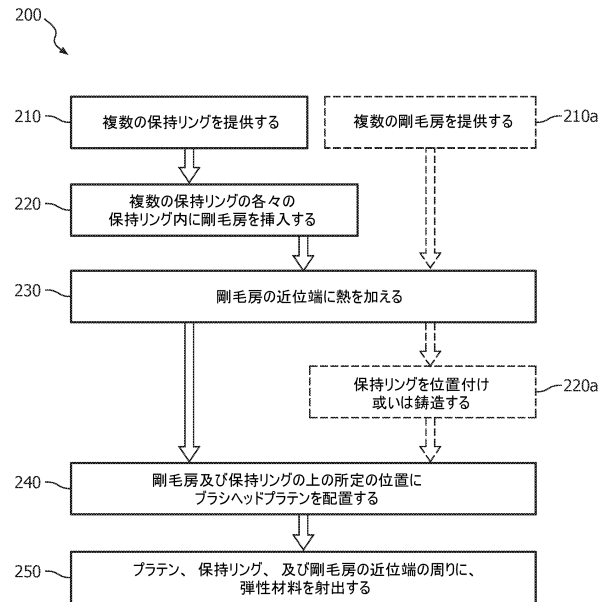 200
210
複数の保持リングを提供する
複数の剛毛房を提供する
210a
220
複数の保持リングの各々の
保持リング内に剛毛房を挿入する
230
剛毛房の近位端に熱を加える
保持リングを位置付け
或いは鋳造する
220a
240
剛毛房及び保持リングの上の所定の位置に
ブラシヘッドプラテンを配置する
250
プラテン、保持リング、及び剛毛房の近位端の周りに、
弾性材料を射出する